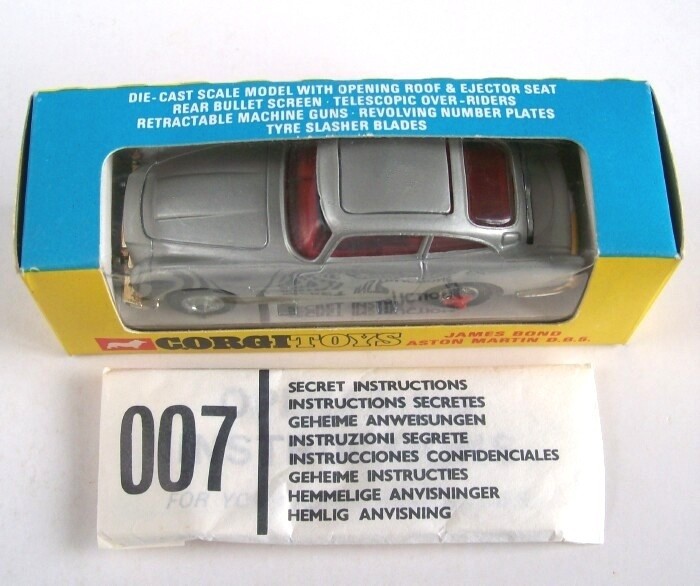 DIE-CAST SCALE MODEL WITH OPENING ROOF & EJECTOR SEAT
REAR BULLET SCREEN · TELESCOPIC OVER-RIDERS
RETRACTABLE MACHINE GUNS · REVOLVING NUMBER PLATES
TYRE SLASHER BLADES
CORGI TOYS
JAMES BOND
ASTON MARTIN D.B.5.
007
SECRET INSTRUCTIONS
INSTRUCTIONS SECRETES
GEHEIME ANWEISUNGEN
INSTRUZIONI SEGRETE
INSTRUCCIONES CONFIDENCIALES
GEHEIME INSTRUCTIES
HEMMELIGE ANVISNINGER
HEMLIG ANVISNING
FOR YO